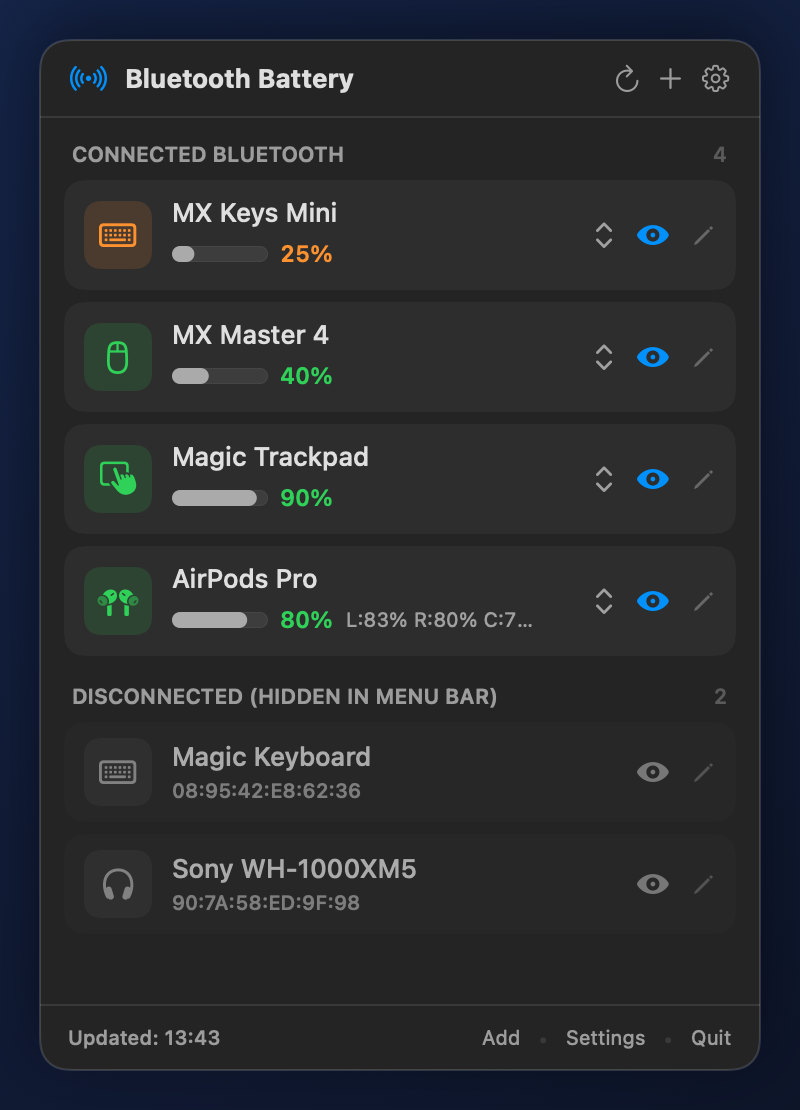 Bluetooth Battery
CONNECTED BLUETOOTH 4
MX Keys Mini
25%
MX Master 4
40%
Magic Trackpad
90%
AirPods Pro
80% L:83% R:80% C:7...
DISCONNECTED (HIDDEN IN MENU BAR) 2
Magic Keyboard
08:95:42:E8:62:36
Sony WH-1000XM5
90:7A:58:ED:9F:98
Updated: 13:43 Add • Settings • Quit